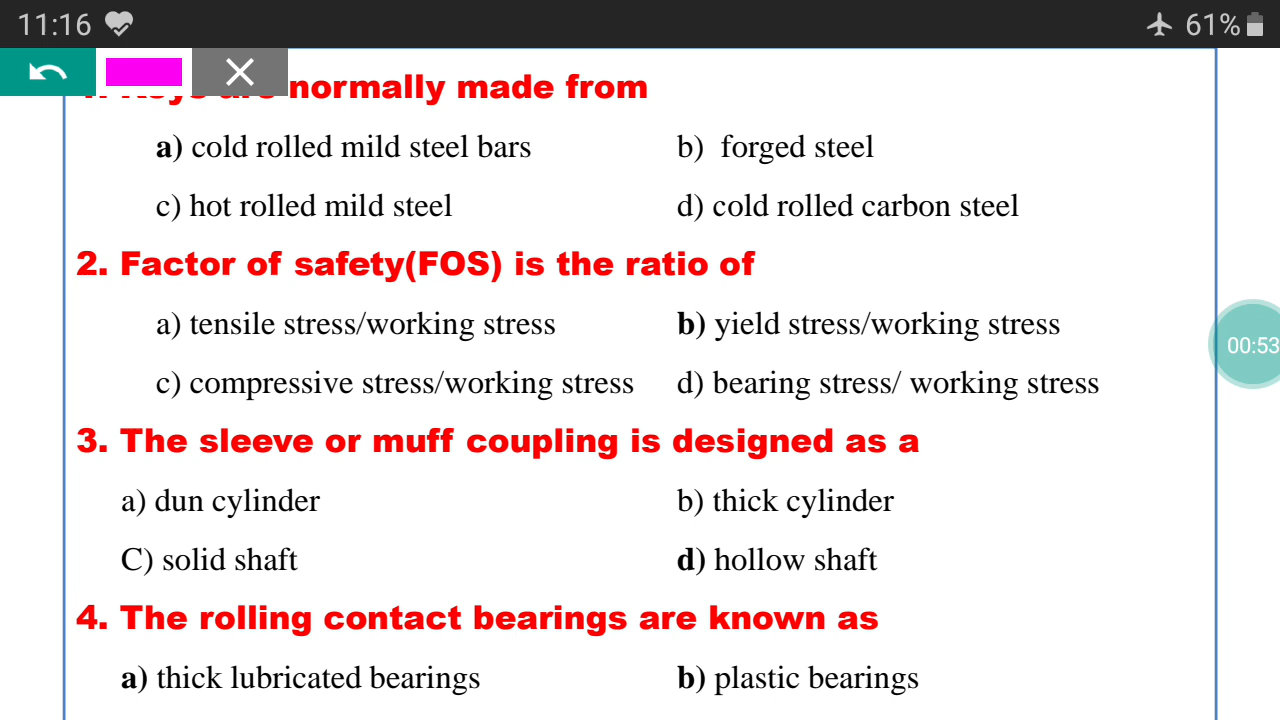 11:16 61%
normally made from
a) cold rolled mild steel bars b) forged steel
c) hot rolled mild steel d) cold rolled carbon steel
2. Factor of safety(FOS) is the ratio of
a) tensile stress/working stress b) yield stress/working stress
c) compressive stress/working stress d) bearing stress/ working stress
00:53
3. The sleeve or muff coupling is designed as a
a) dun cylinder b) thick cylinder
C) solid shaft d) hollow shaft
4. The rolling contact bearings are known as
a) thick lubricated bearings b) plastic bearings